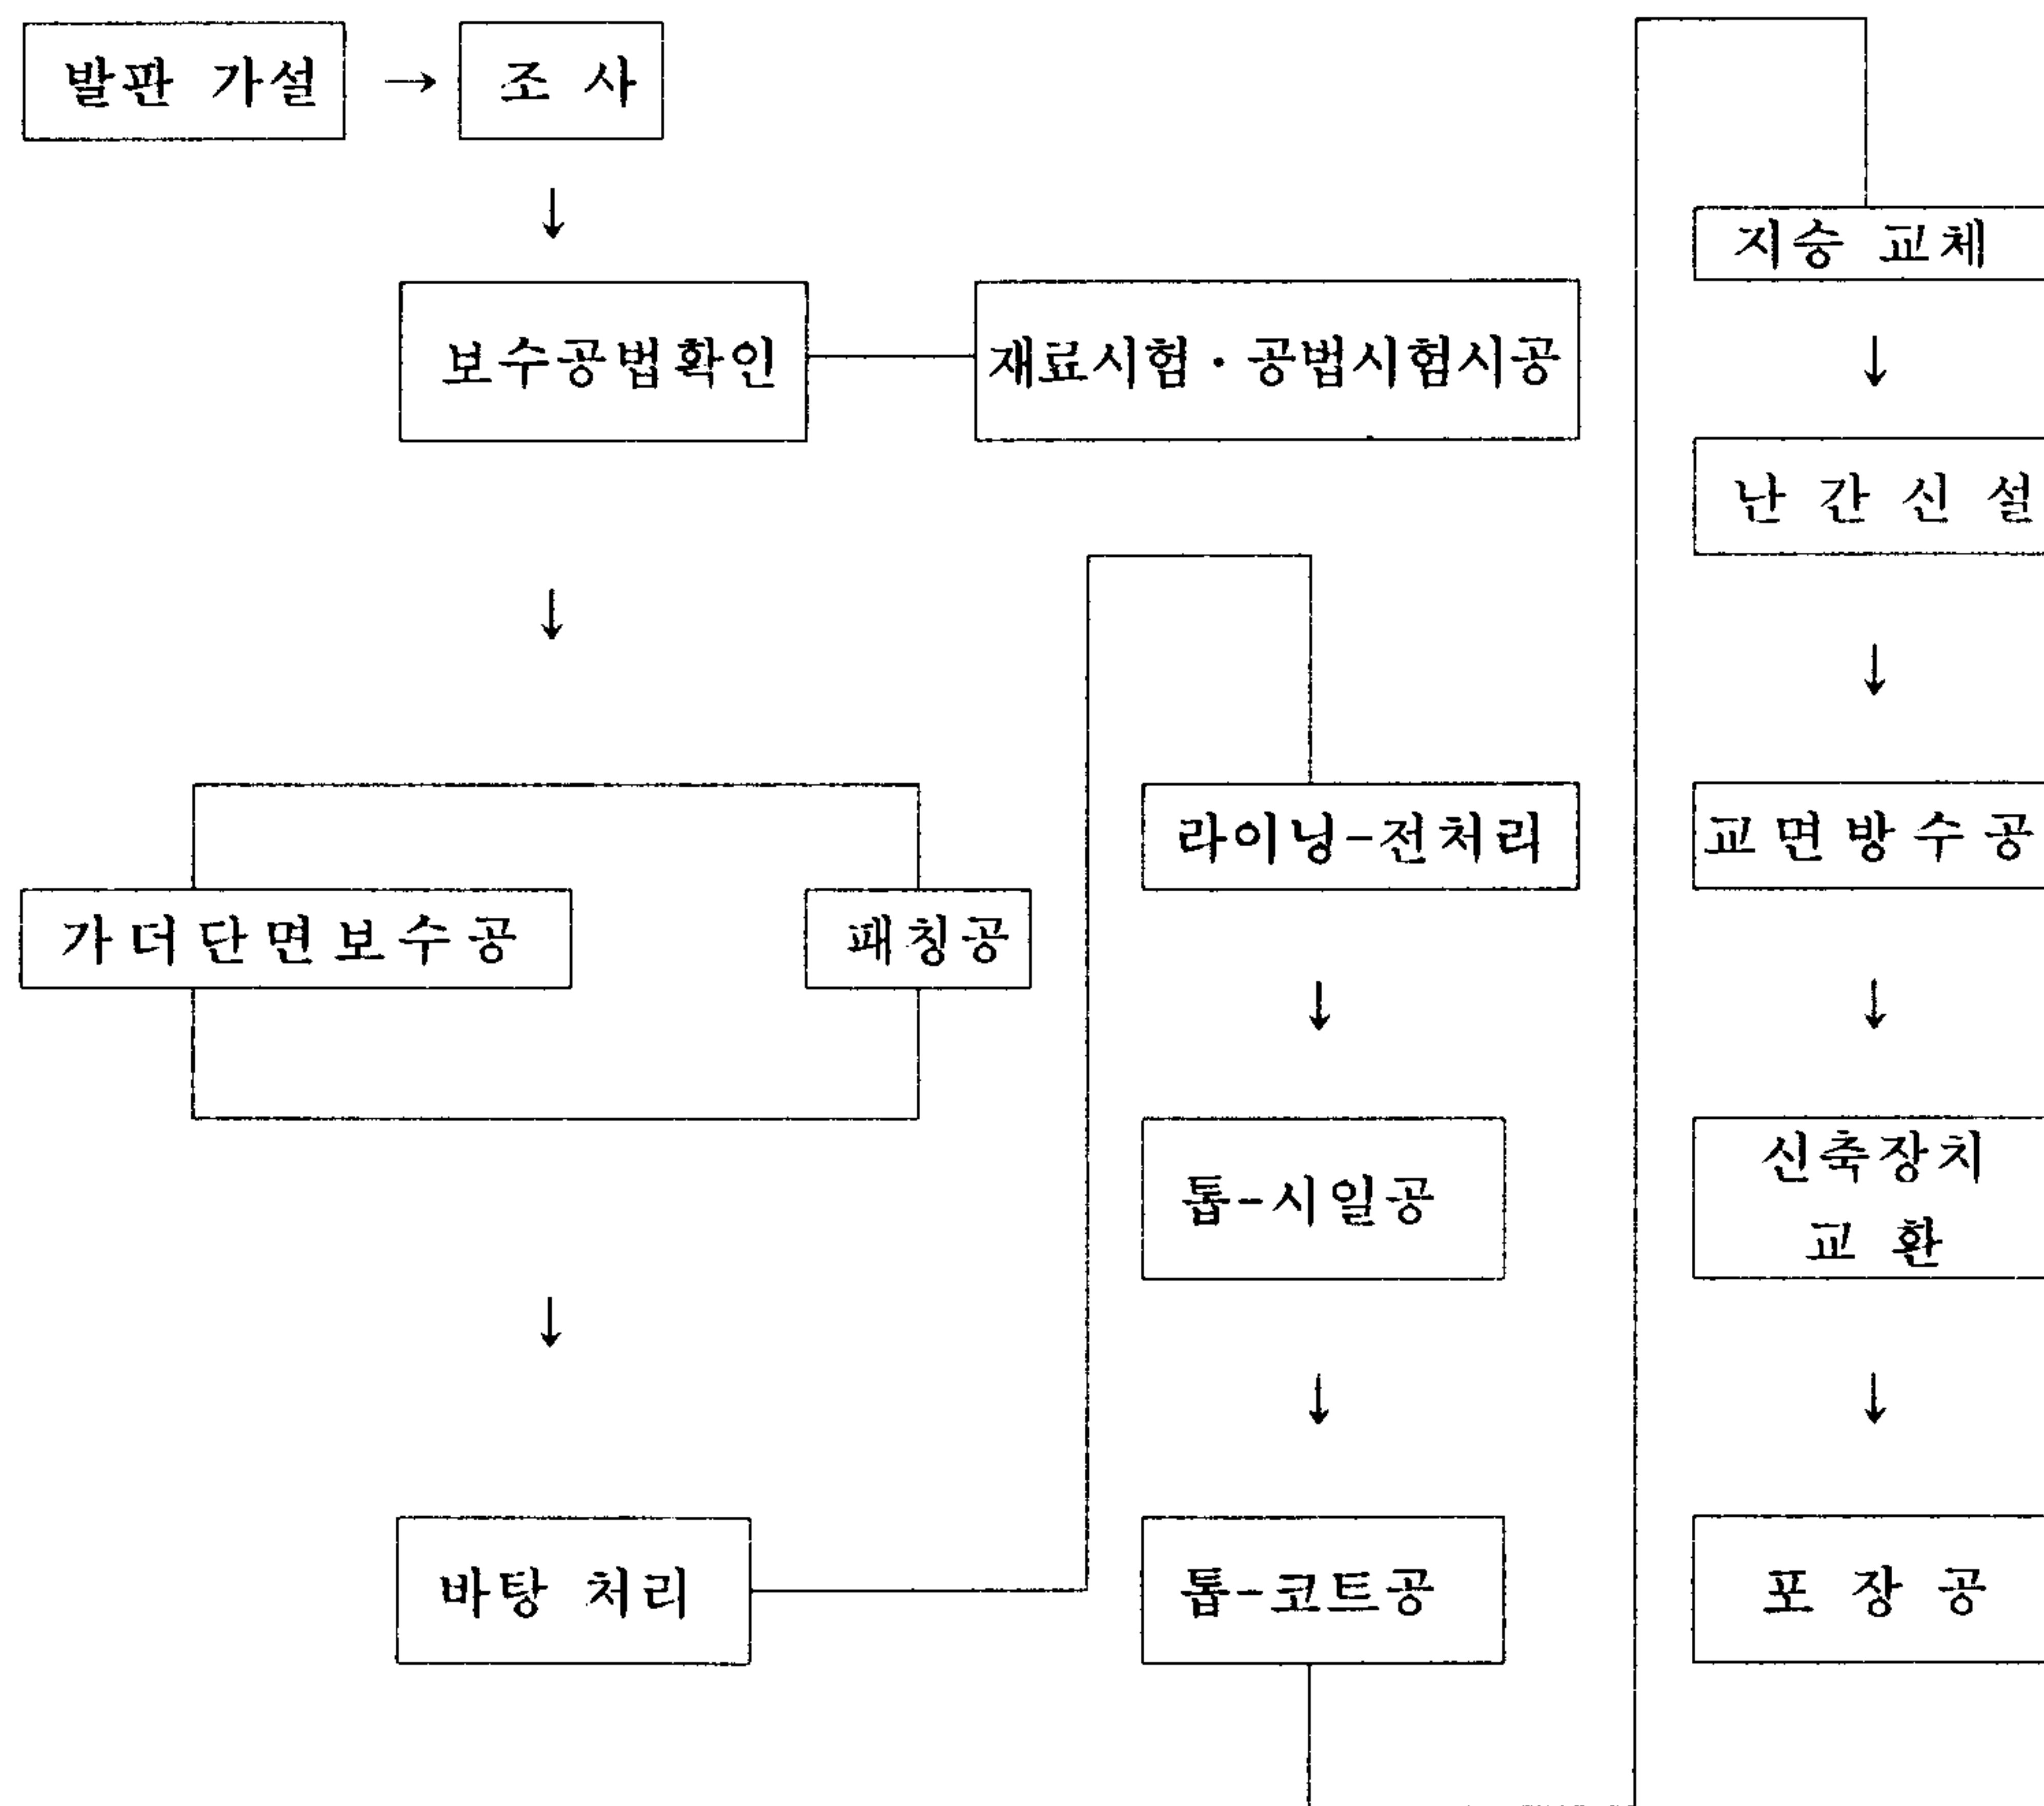 발판 가설 → 조 사
↓
보수공법확인
재료시험·공법시험시공
↓
가더단면보수공
패칭공
↓
바탕 처리
라이닝-전처리
↓
톱-시일공
↓
톱-코트공
지승 교체
↓
난간신설
↓
교면방수공
↓
신축장치
교 환
↓
포 장 공